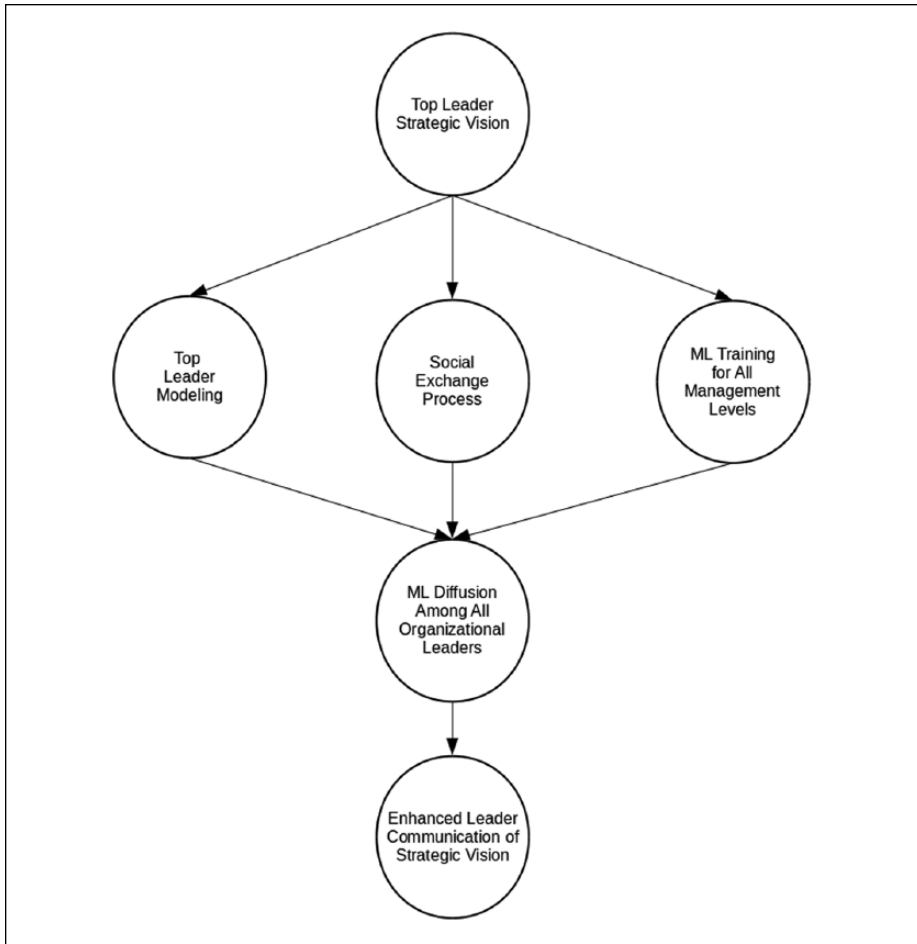 Top Leader
Strategic Vision
Top
Leader
Modeling
Social
Exchange
Process
ML Training
for All
Management
Levels
ML Diffusion
Among All
Organizational
Leaders
Enhanced Leader
Communication of
Strategic Vision